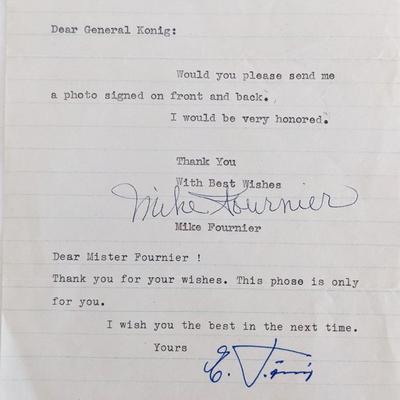 Dear General Konig:
Would you please send me
a photo signed on front and back.
I would be very honored.
Thank You
With Best Wishes
Mike Fournier
Mike Fournier
Dear Mister Fournier !
Thank you for your wishes. This phose is only
for you.
I wish you the best in the next time.
Yours
E.